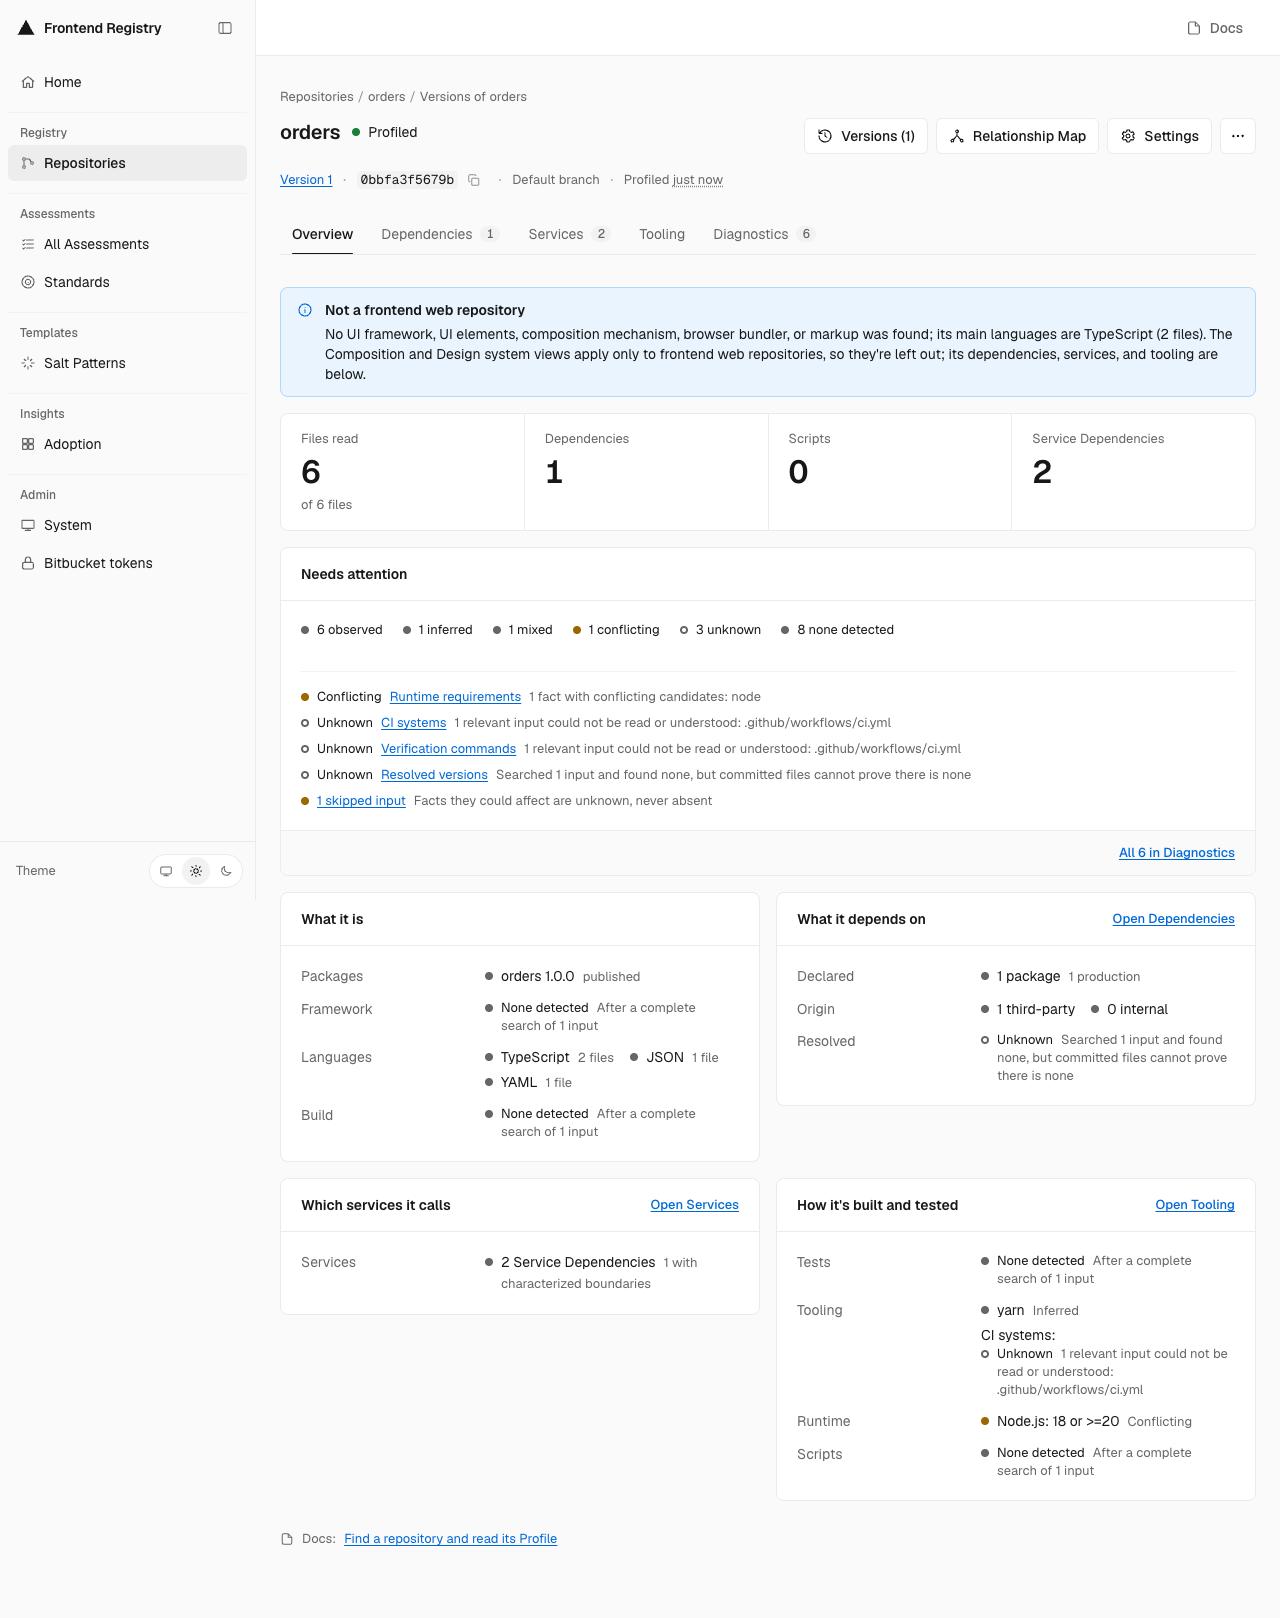 Frontend Registry
Docs
Home
Registry
Repositories
Assessments
All Assessments
Standards
Templates
Salt Patterns
Insights
Adoption
Admin
System
Bitbucket tokens
Theme
Repositories / orders / Versions of orders
orders Profiled
Versions (1) Relationship Map Settings
Version 1 · 0bbfa3f5679b · Default branch · Profiled just now
Overview Dependencies 1 Services 2 Tooling Diagnostics 6
Not a frontend web repository
No UI framework, UI elements, composition mechanism, browser bundler, or markup was found; its main languages are TypeScript (2 files). The
Composition and Design system views apply only to frontend web repositories, so they're left out; its dependencies, services, and tooling are
below.
Files read Dependencies Scripts Service Dependencies
6 1 0 2
of 6 files
Needs attention
6 observed 1 inferred 1 mixed 1 conflicting 3 unknown 8 none detected
Conflicting Runtime requirements 1 fact with conflicting candidates: node
Unknown CI systems 1 relevant input could not be read or understood: .github/workflows/ci.yml
Unknown Verification commands 1 relevant input could not be read or understood: .github/workflows/ci.yml
Unknown Resolved versions Searched 1 input and found none, but committed files cannot prove there is none
1 skipped input Facts they could affect are unknown, never absent
All 6 in Diagnostics
What it is
Packages orders 1.0.0 published
Framework None detected After a complete
search of 1 input
Languages TypeScript 2 files JSON 1 file
YAML 1 file
Build None detected After a complete
search of 1 input
What it depends on Open Dependencies
Declared 1 package 1 production
Origin 1 third-party 0 internal
Resolved Unknown Searched 1 input and found
none, but committed files cannot prove
there is none
Which services it calls Open Services
Services 2 Service Dependencies 1 with
characterized boundaries
How it's built and tested Open Tooling
Tests None detected After a complete
search of 1 input
Tooling yarn Inferred
CI systems:
Unknown 1 relevant input could not be
read or understood:
.github/workflows/ci.yml
Runtime Node.js: 18 or >=20 Conflicting
Scripts None detected After a complete
search of 1 input
Docs: Find a repository and read its Profile